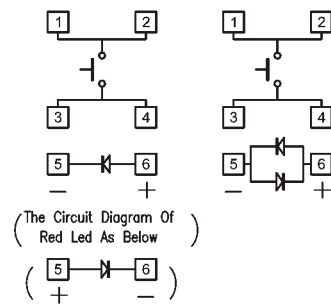 1 2 1 2
3 4 3 4
5 6 5 6
− + − +
(The Circuit Diagram Of
Red Led As Below)
(5 6)
+ −